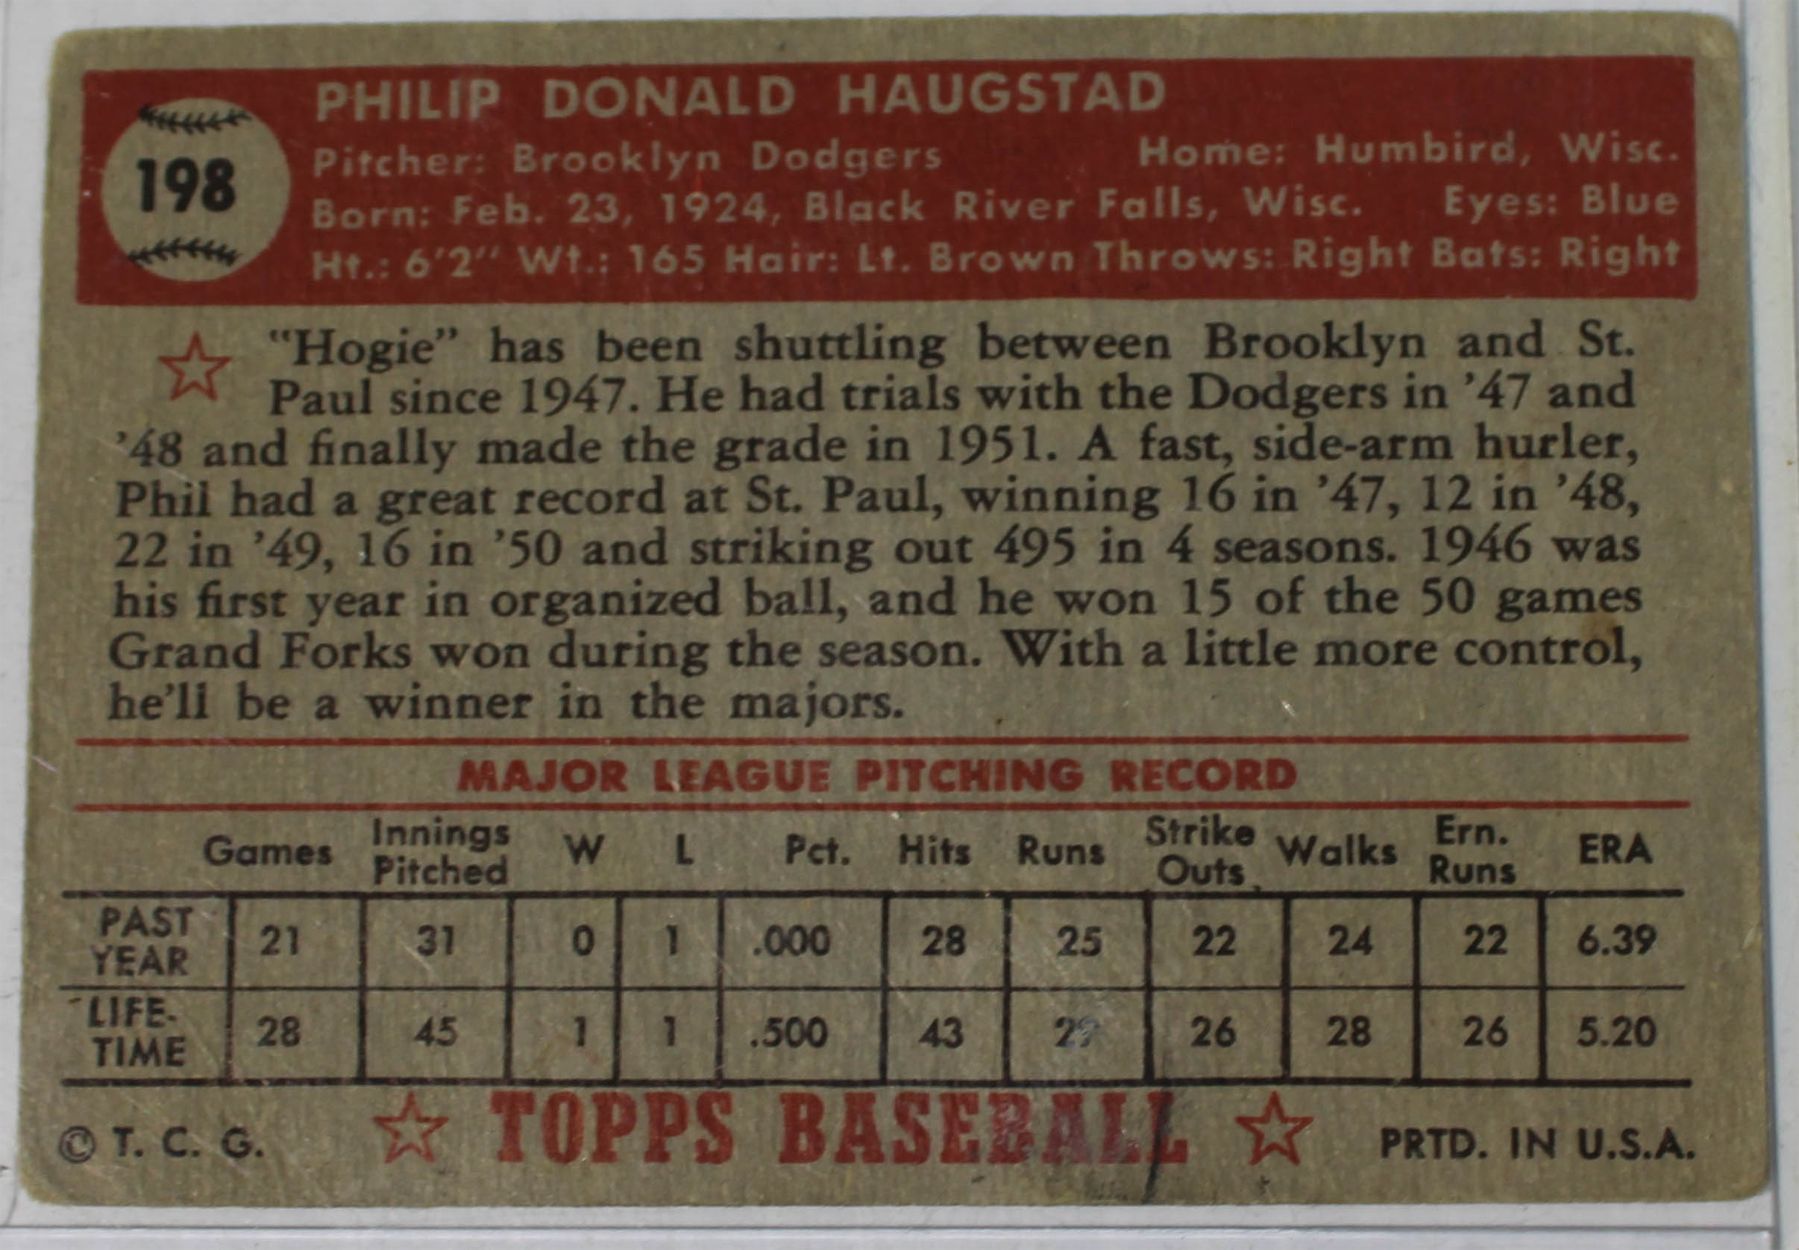 198
PHILIP DONALD HAUGSTAD
Pitcher: Brooklyn Dodgers Home: Humbird, Wisc.
Born: Feb. 23, 1924, Black River Falls, Wisc. Eyes: Blue
Ht.: 6'2" Wt.: 165 Hair: Lt. Brown Throws: Right Bats: Right
"Hogie" has been shuttling between Brooklyn and St.
Paul since 1947. He had trials with the Dodgers in '47 and
'48 and finally made the grade in 1951. A fast, side-arm hurler,
Phil had a great record at St. Paul, winning 16 in '47, 12 in '48,
22 in '49, 16 in '50 and striking out 495 in 4 seasons. 1946 was
his first year in organized ball, and he won 15 of the 50 games
Grand Forks won during the season. With a little more control,
he'll be a winner in the majors.
MAJOR LEAGUE PITCHING RECORD
Games Innings Pitched W L Pct. Hits Runs Strike Outs Walks Ern. Runs ERA
PAST YEAR 21 31 0 1 .000 28 25 22 24 22 6.39
LIFE-TIME 28 45 1 1 .500 43 29 26 28 26 5.20
© T. C. G. TOPPS BASEBALL PRTD. IN U.S.A.